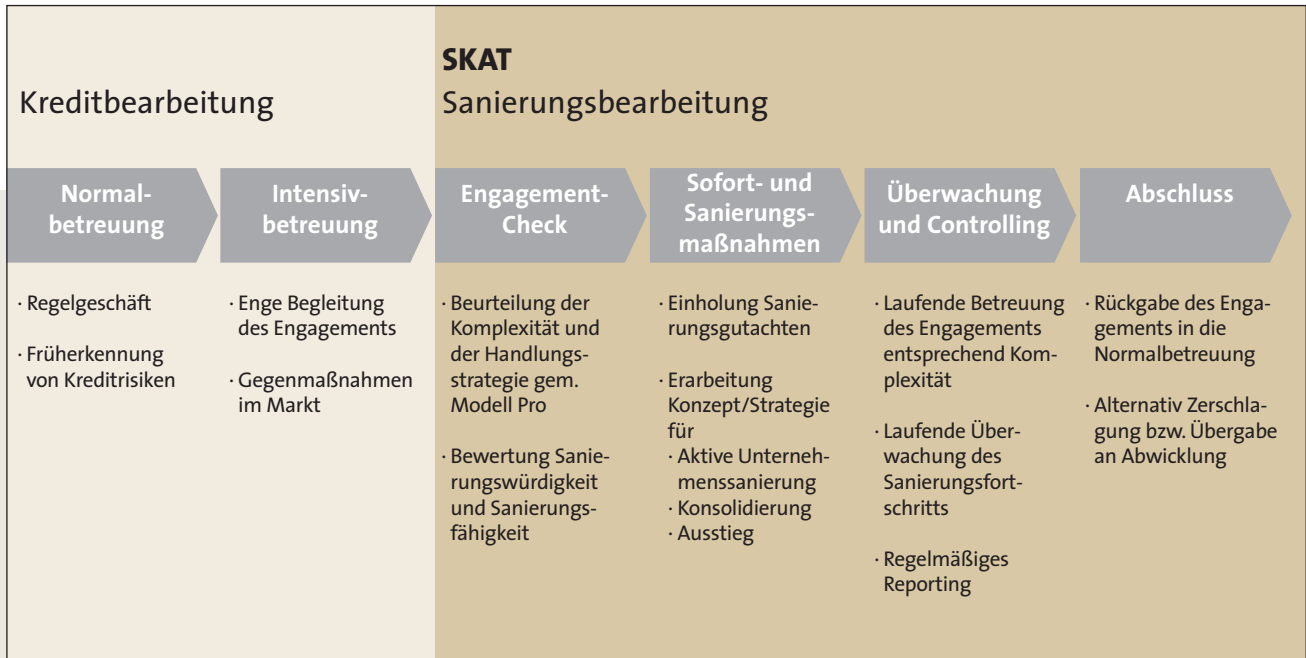 SKAT
Kreditbearbeitung
Sanierungsbearbeitung
Normal-
betreuung
Intensiv-
betreuung
Engagement-
Check
Sofort- und
Sanierungs-
maßnahmen
Überwachung
und Controlling
Abschluss
· Regelgeschäft
· Früherkennung
von Kreditrisiken
· Enge Begleitung
des Engagements
· Gegenmaßnahmen
im Markt
· Beurteilung der
Komplexität und
der Handlungs-
strategie gem.
Modell Pro
· Bewertung Sanie-
rungswürdigkeit
und Sanierungs-
fähigkeit
· Einholung Sanie-
rungsgutachten
· Erarbeitung
Konzept/Strategie
für
· Aktive Unterneh-
menssanierung
· Konsolidierung
· Ausstieg
· Laufende Betreuung
des Engagements
entsprechend Kom-
plexität
· Laufende Über-
wachung des
Sanierungsfort-
schritts
· Regelmäßiges
Reporting
· Rückgabe des Enga-
gements in die
Normalbetreuung
· Alternativ Zerschla-
gung bzw. Übergabe
an Abwicklung